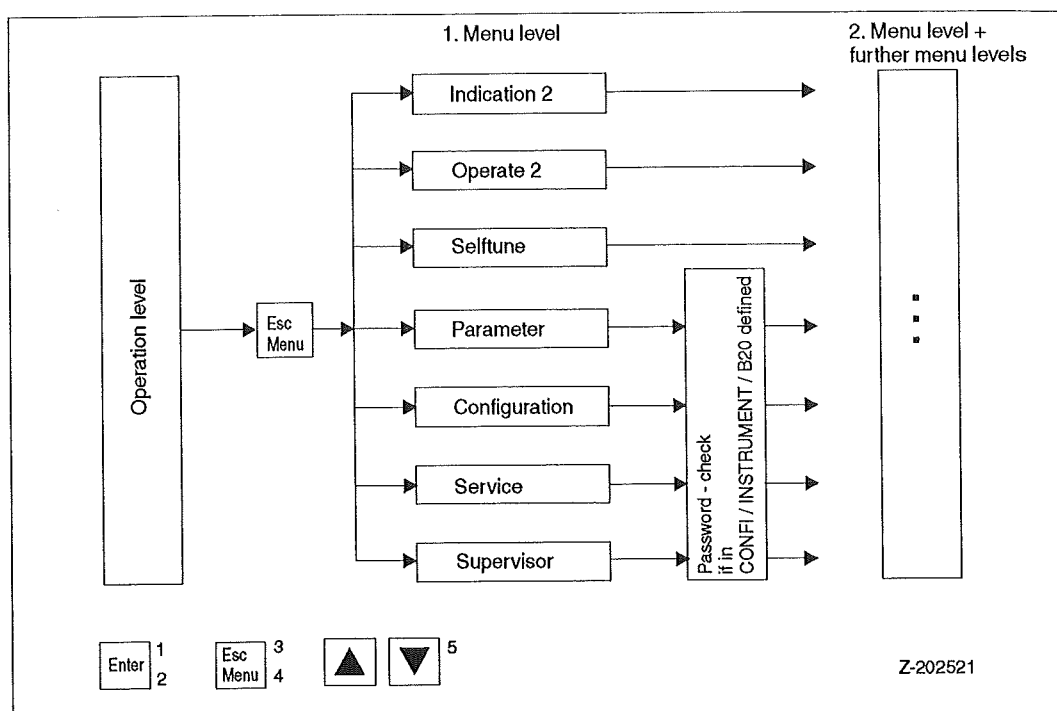 1. Menu level
2. Menu level +
further menu levels
Operation level
Esc
Menu
Indication 2
Operate 2
Selftune
Parameter
Configuration
Service
Supervisor
Password - check
if in
CONFI / INSTRUMENT / B20 defined
Enter
1
2
Esc
Menu
3
4
5
Z-202521